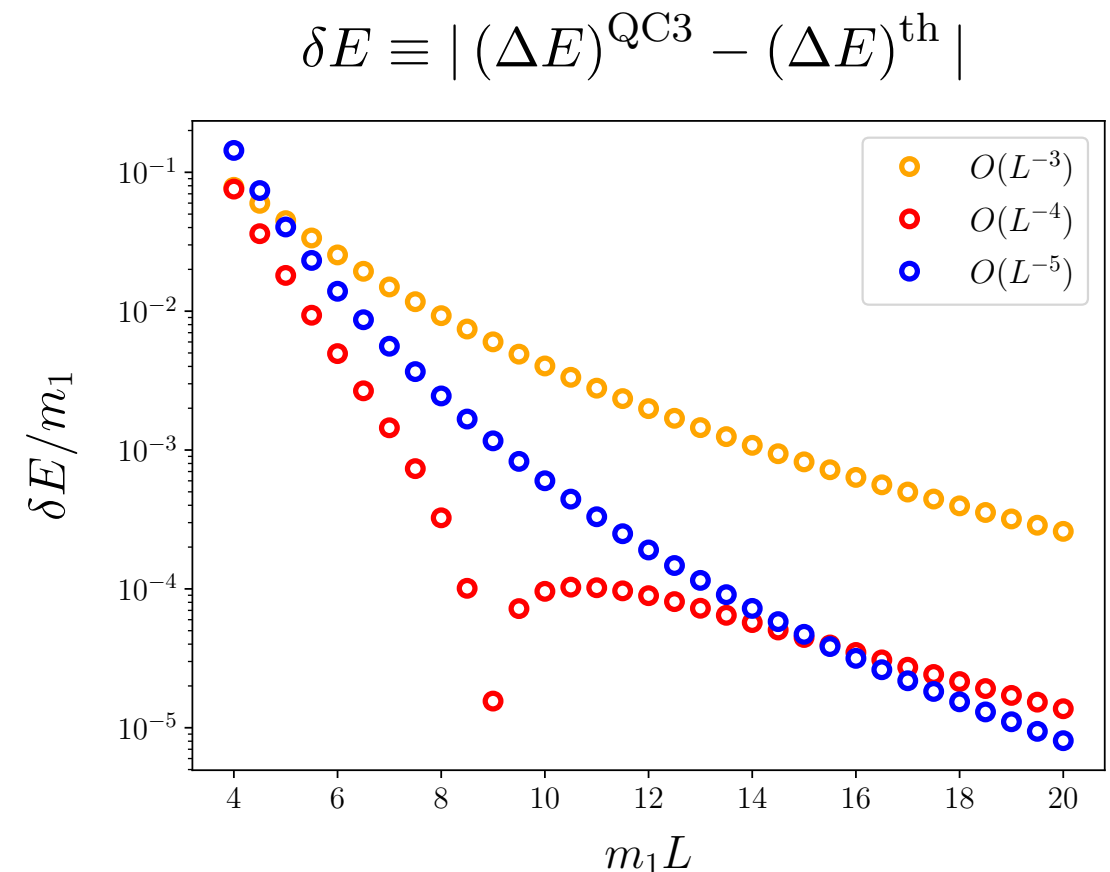 δE ≡ | (ΔE)^QC3 − (ΔE)^th |
O(L^−3)
O(L^−4)
O(L^−5)
10^−1
10^−2
10^−3
10^−4
10^−5
δE/m_1
4 6 8 10 12 14 16 18 20
m_1L